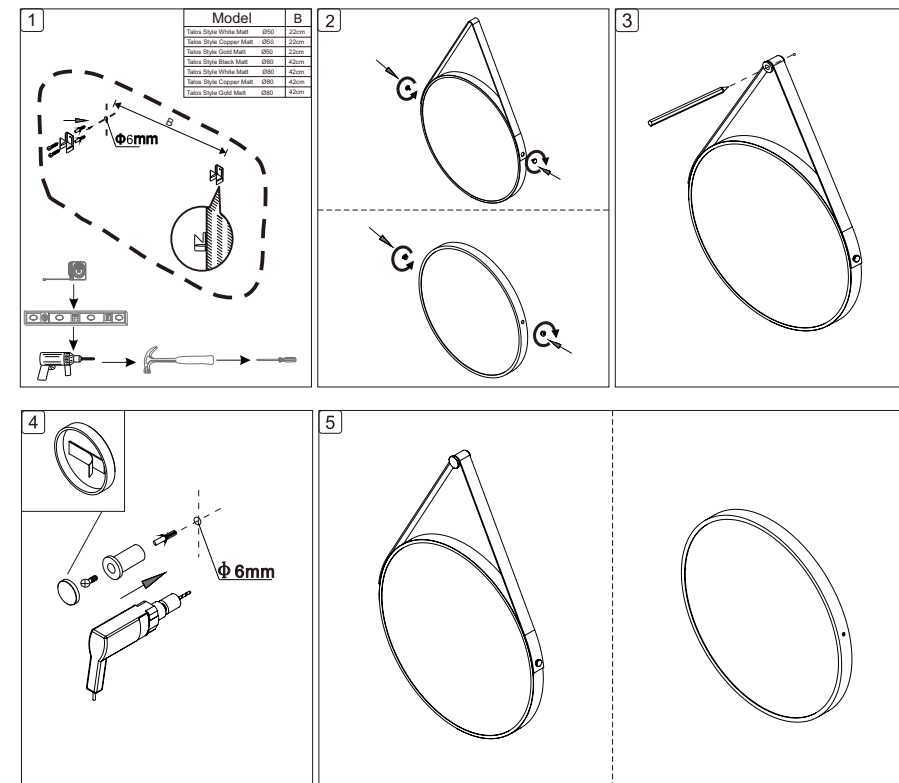 1
Model B
Talos Style White Matt Ø50 22cm
Talos Style Copper Matt Ø50 22cm
Talos Style Gold Matt Ø50 22cm
Talos Style Black Matt Ø80 42cm
Talos Style White Matt Ø80 42cm
Talos Style Copper Matt Ø80 42cm
Talos Style Gold Matt Ø80 42cm
B
Φ6mm
2
3
4
Φ 6mm
5